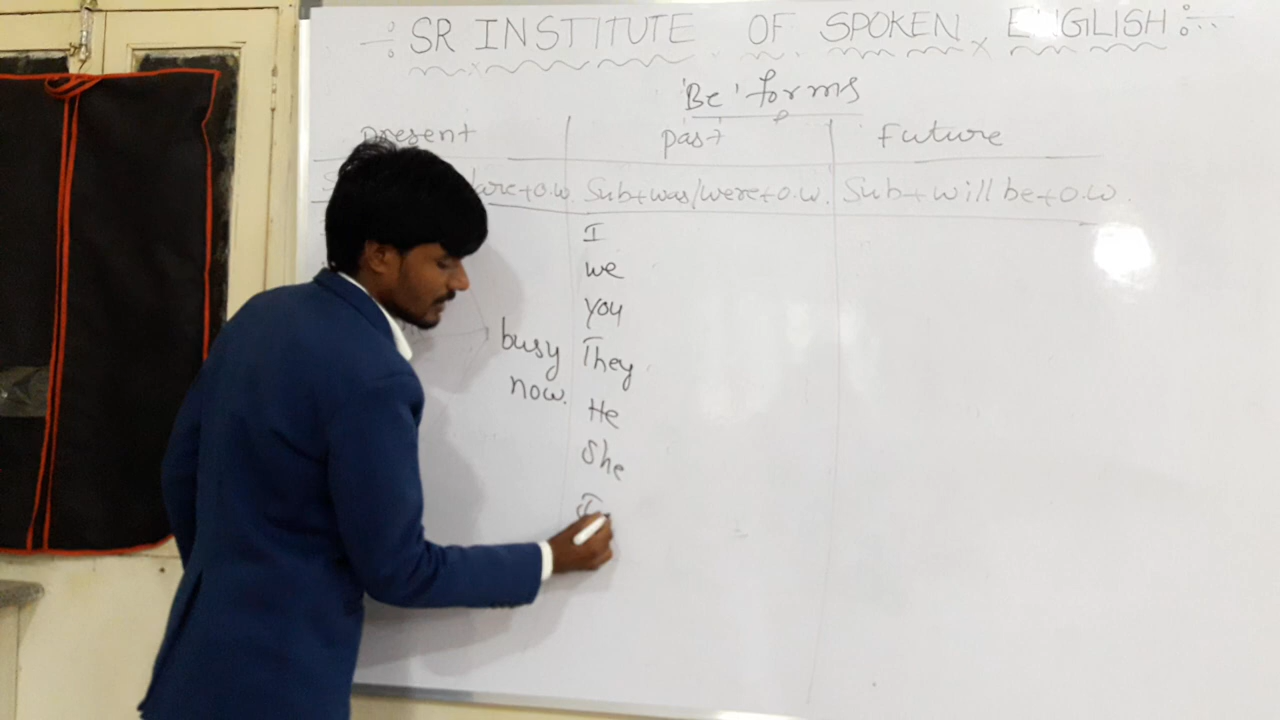 ÷ SR INSTITUTE OF SPOKEN ENGLISH ÷
'Be' forms
present past future
/are+o.w. Sub+was/were+o.w. Sub+will be+o.w.
I
we
you
busy They
now. He
She